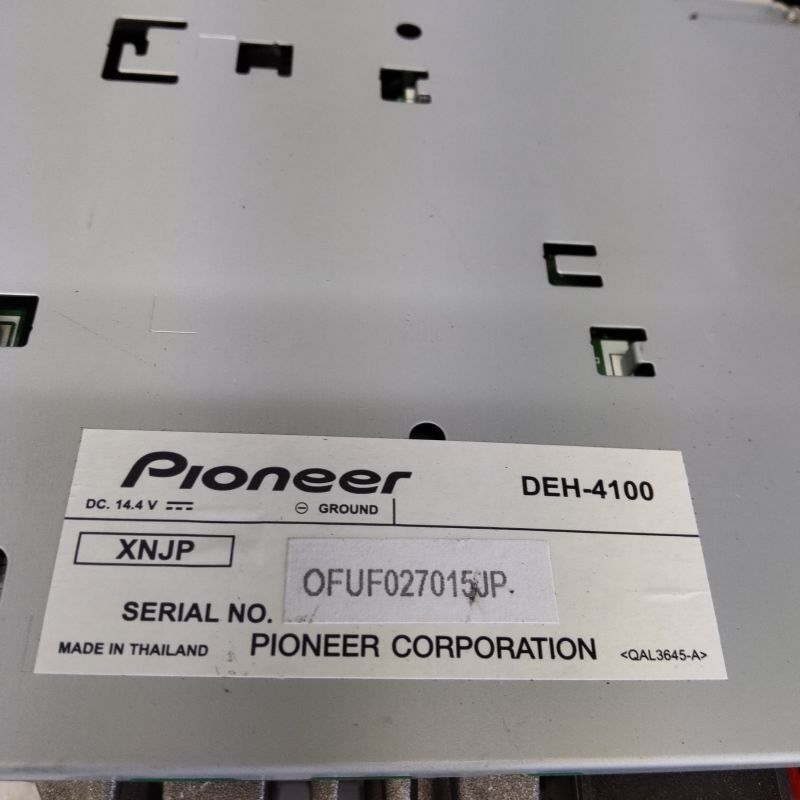 Pioneer DEH-4100
DC. 14.4 V ⊖ GROUND
XNJP
OFUF027015JP
SERIAL NO.
MADE IN THAILAND PIONEER CORPORATION <QAL3645-A>